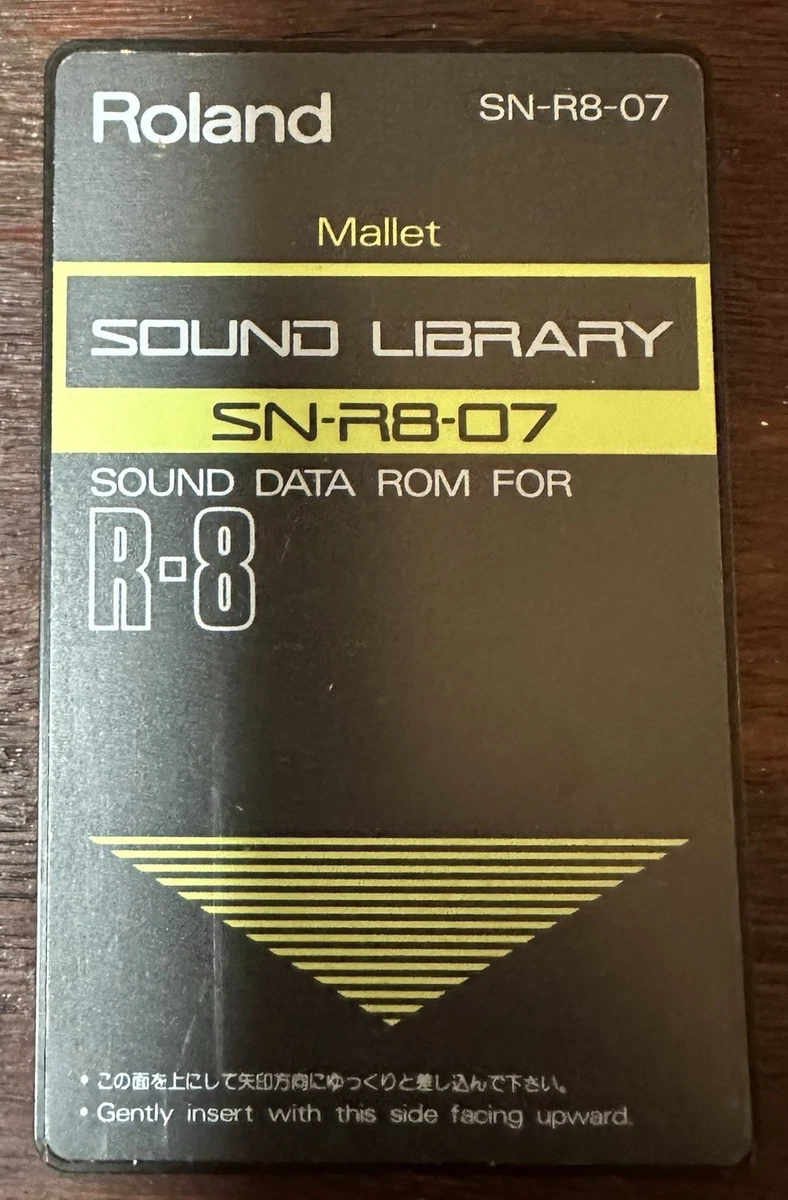 Roland
SN-R8-07
Mallet
SOUND LIBRARY
SN-R8-07
SOUND DATA ROM FOR
R-8
• この面を上にして矢印方向にゆっくりと差し込んで下さい。
• Gently insert with this side facing upward.